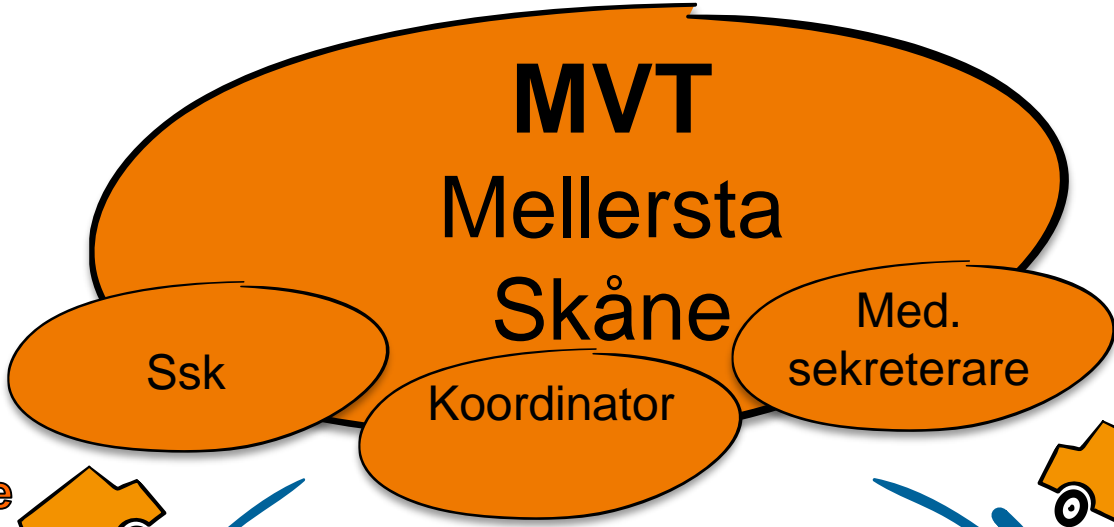 MVT
Mellersta
Skåne
Ssk
Koordinator
Med.
sekreterare